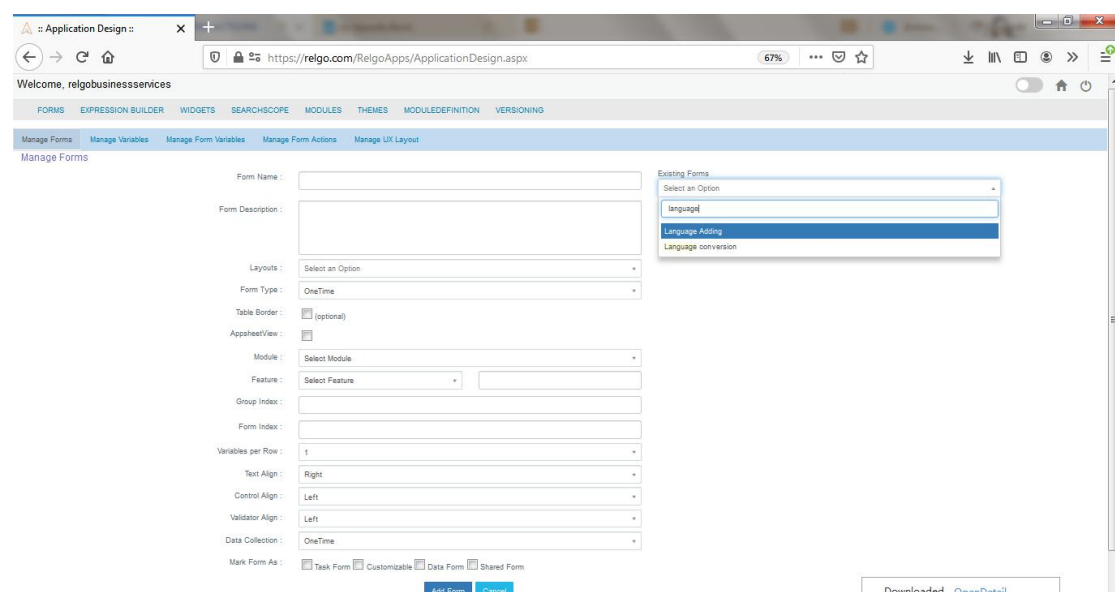 :: Application Design ::
https://relgo.com/RelgoApps/ApplicationDesign.aspx
67%
Welcome, relgobusinessservices
FORMS EXPRESSION BUILDER WIDGETS SEARCHSCOPE MODULES THEMES MODULEDEFINITION VERSIONING
Manage Forms Manage Variables Manage Form Variables Manage Form Actions Manage UX Layout
Manage Forms
Form Name :
Existing Forms
Select an Option
language
Language Adding
Language conversion
Form Description :
Layouts : Select an Option
Form Type : OneTime
Table Border : (optional)
AppsheetView :
Module : Select Module
Feature : Select Feature
Group Index :
Form Index :
Variables per Row : 1
Text Align : Right
Control Align : Left
Validator Align : Left
Data Collection : OneTime
Mark Form As : Task Form Customizable Data Form Shared Form
Add Form Cancel
Downloaded OpenDetail